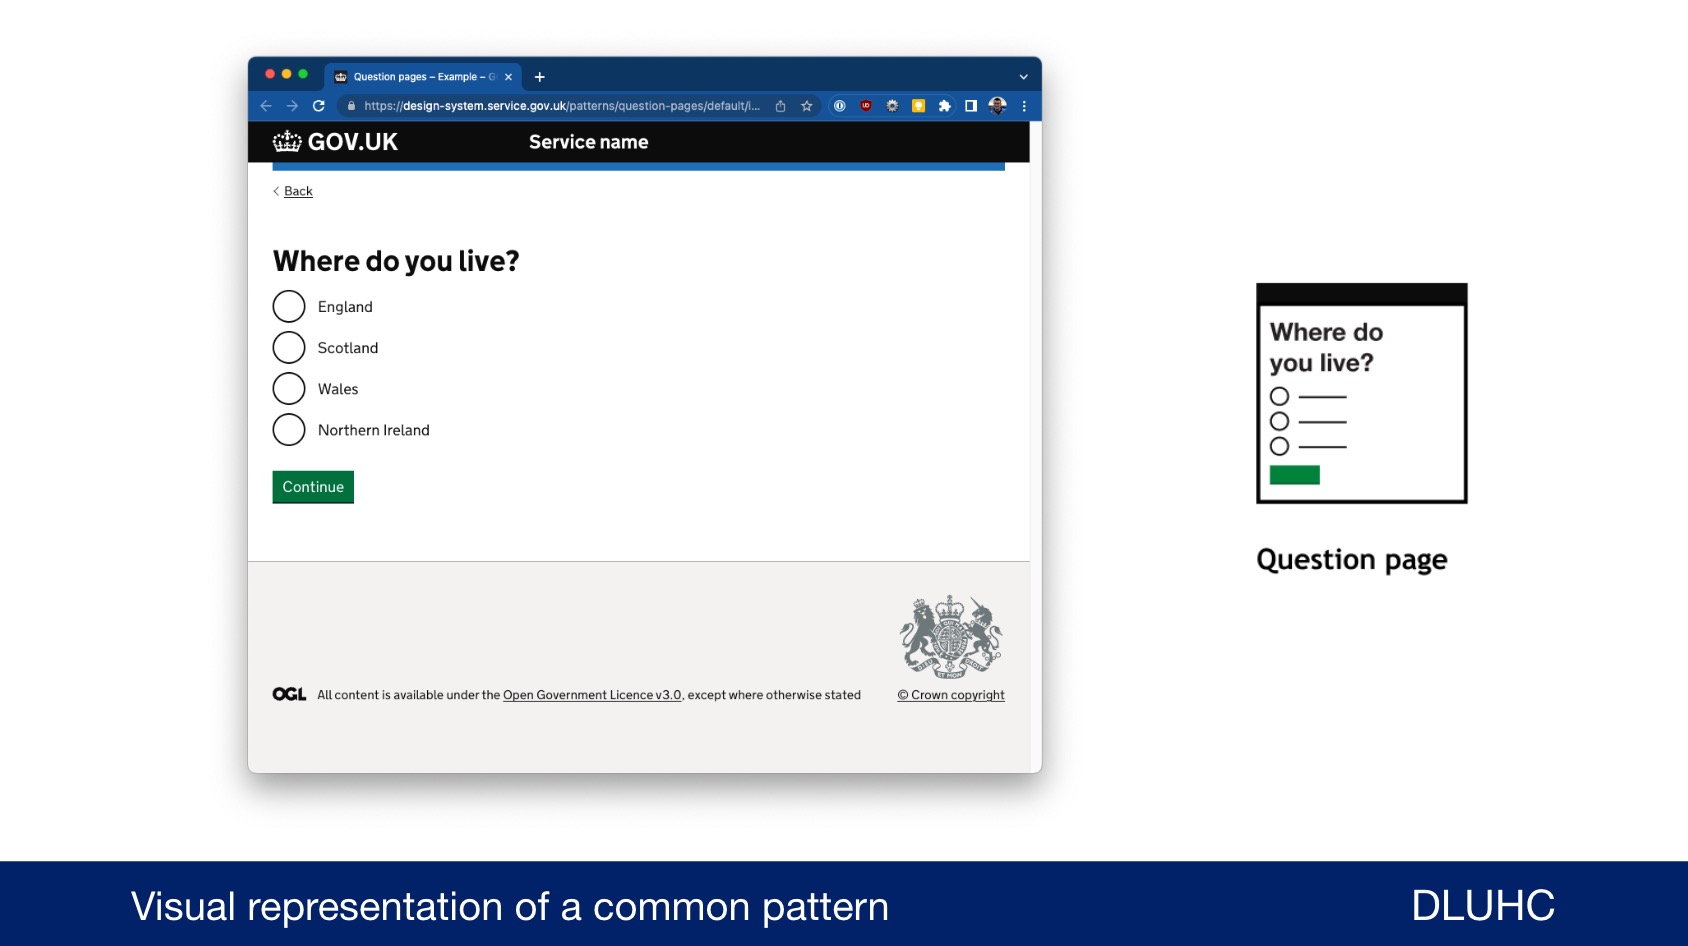 Question pages – Example – G
https://design-system.service.gov.uk/patterns/question-pages/default/i...
GOV.UK
Service name
Back
Where do you live?
England
Scotland
Wales
Northern Ireland
Continue
OGL All content is available under the Open Government Licence v3.0, except where otherwise stated
© Crown copyright
Where do
you live?
Question page
Visual representation of a common pattern
DLUHC